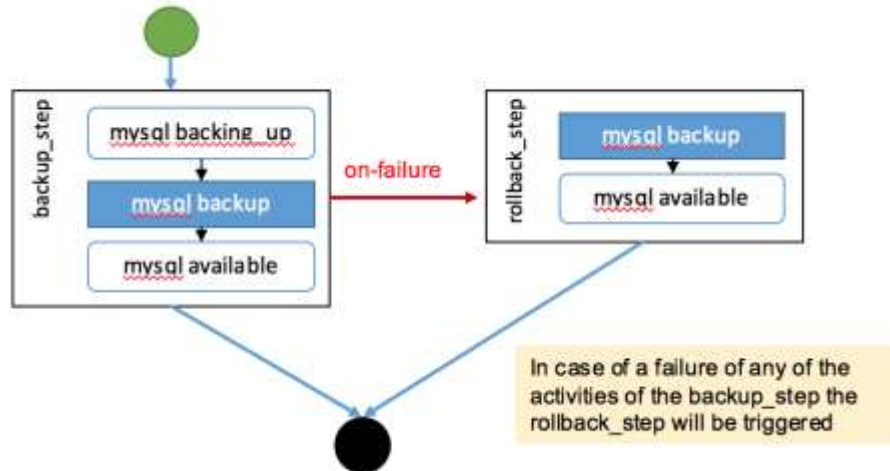 backup_step
mysql backing_up
mysql backup
mysql available
on-failure
rollback_step
mysql backup
mysql available
In case of a failure of any of the
activities of the backup_step the
rollback_step will be triggered